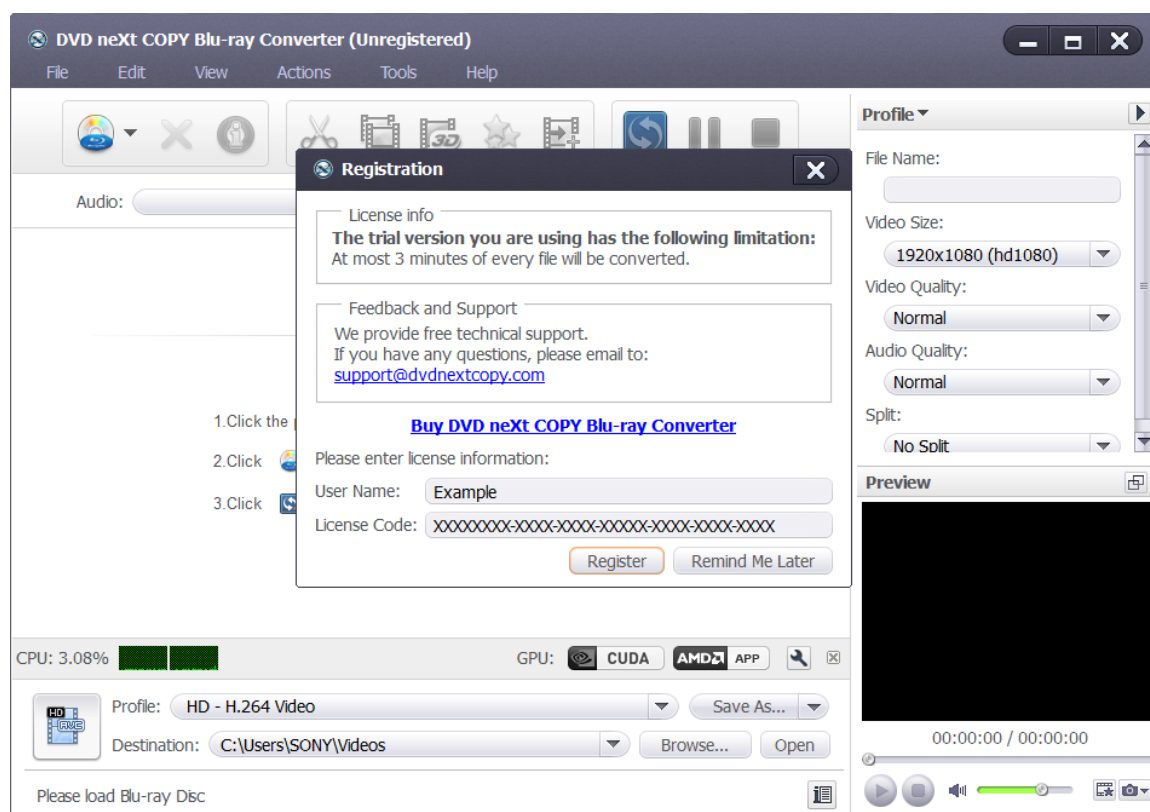 DVD neXt COPY Blu-ray Converter (Unregistered)
File Edit View Actions Tools Help
3D
Audio:
Registration
License info
The trial version you are using has the following limitation:
At most 3 minutes of every file will be converted.
Feedback and Support
We provide free technical support.
If you have any questions, please email to:
support@dvdnextcopy.com
Buy DVD neXt COPY Blu-ray Converter
Please enter license information:
User Name: Example
License Code: XXXXXXXX-XXXX-XXXX-XXXXX-XXXX-XXXX-XXXX
Register Remind Me Later
1.Click the
2.Click
3.Click
Profile
File Name:
Video Size:
1920x1080 (hd1080)
Video Quality:
Normal
Audio Quality:
Normal
Split:
No Split
Preview
00:00:00 / 00:00:00
CPU: 3.08% GPU: CUDA AMD APP
HD AVC
Profile: HD - H.264 Video Save As...
Destination: C:\Users\SONY\Videos Browse... Open
Please load Blu-ray Disc